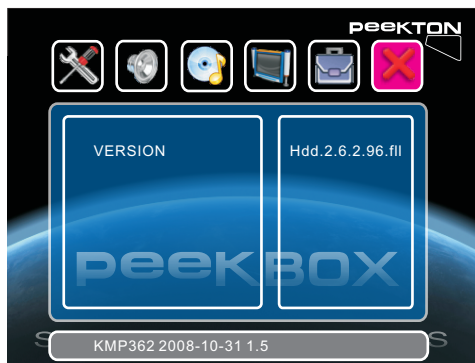 PEEKTON
VERSION
Hdd.2.6.2.96.fll
PEEKBOX
S S
KMP362 2008-10-31 1.5